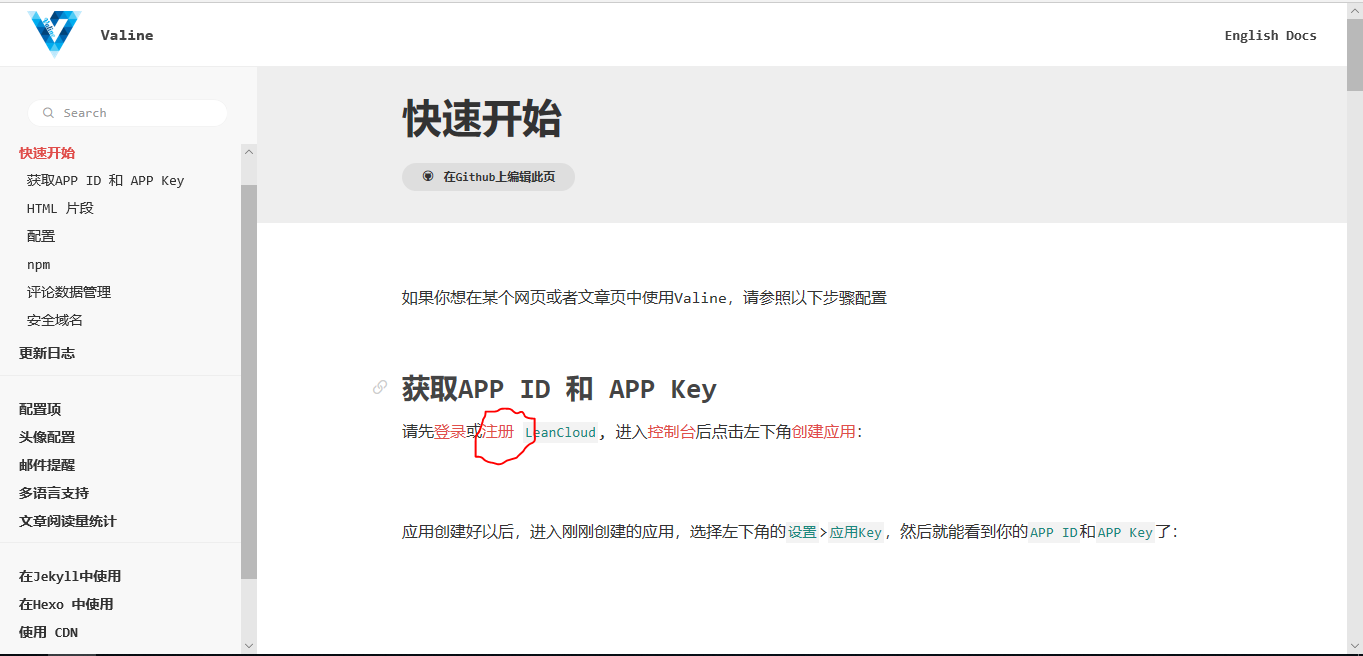 Valine
English Docs
Search
快速开始
获取APP ID 和 APP Key
HTML 片段
配置
npm
评论数据管理
安全域名
更新日志
配置项
头像配置
邮件提醒
多语言支持
文章阅读量统计
在Jekyll中使用
在Hexo 中使用
使用 CDN
快速开始
在Github上编辑此页
如果你想在某个网页或者文章页中使用Valine，请参照以下步骤配置
获取APP ID 和 APP Key
请先登录或注册 LeanCloud，进入控制台后点击左下角创建应用：
应用创建好以后，进入刚刚创建的应用，选择左下角的设置>应用Key，然后就能看到你的APP ID和APP Key了：